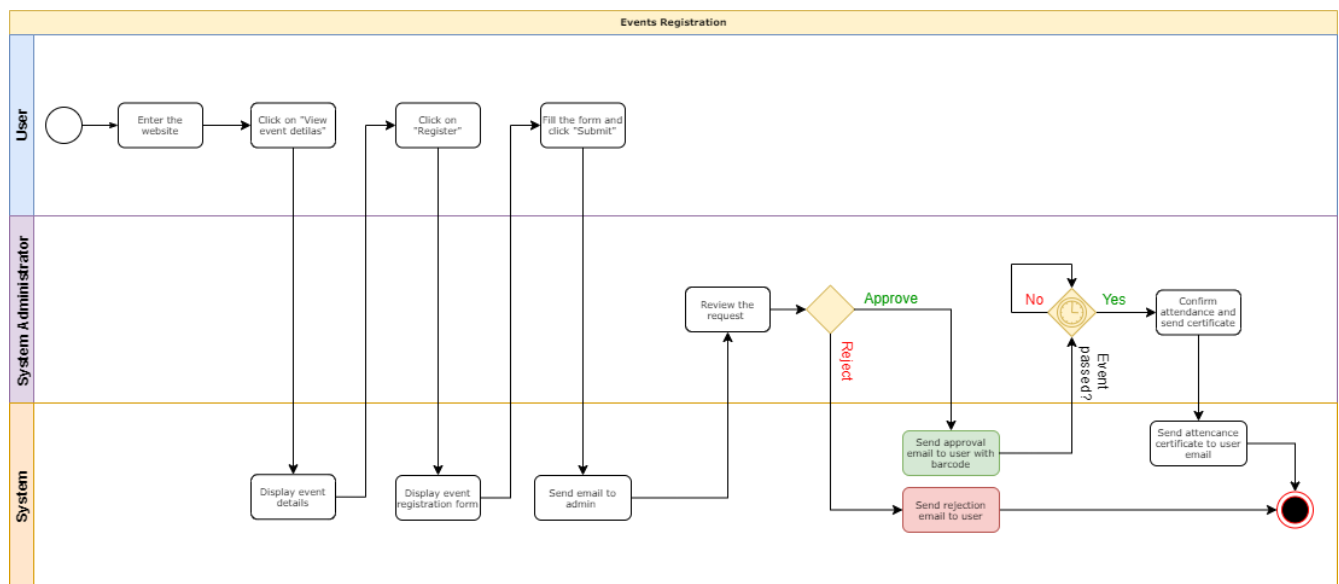 Events Registration
User
Enter the
website
Click on "View
event detilas"
Click on
"Register"
Fill the form and
click "Submit"
System Administrator
Review the
request
Approve
Reject
No
Yes
Event
passed?
Confirm
attendance and
send certificate
System
Display event
details
Display event
registration form
Send email to
admin
Send approval
email to user with
barcode
Send rejection
email to user
Send attencance
certificate to user
email